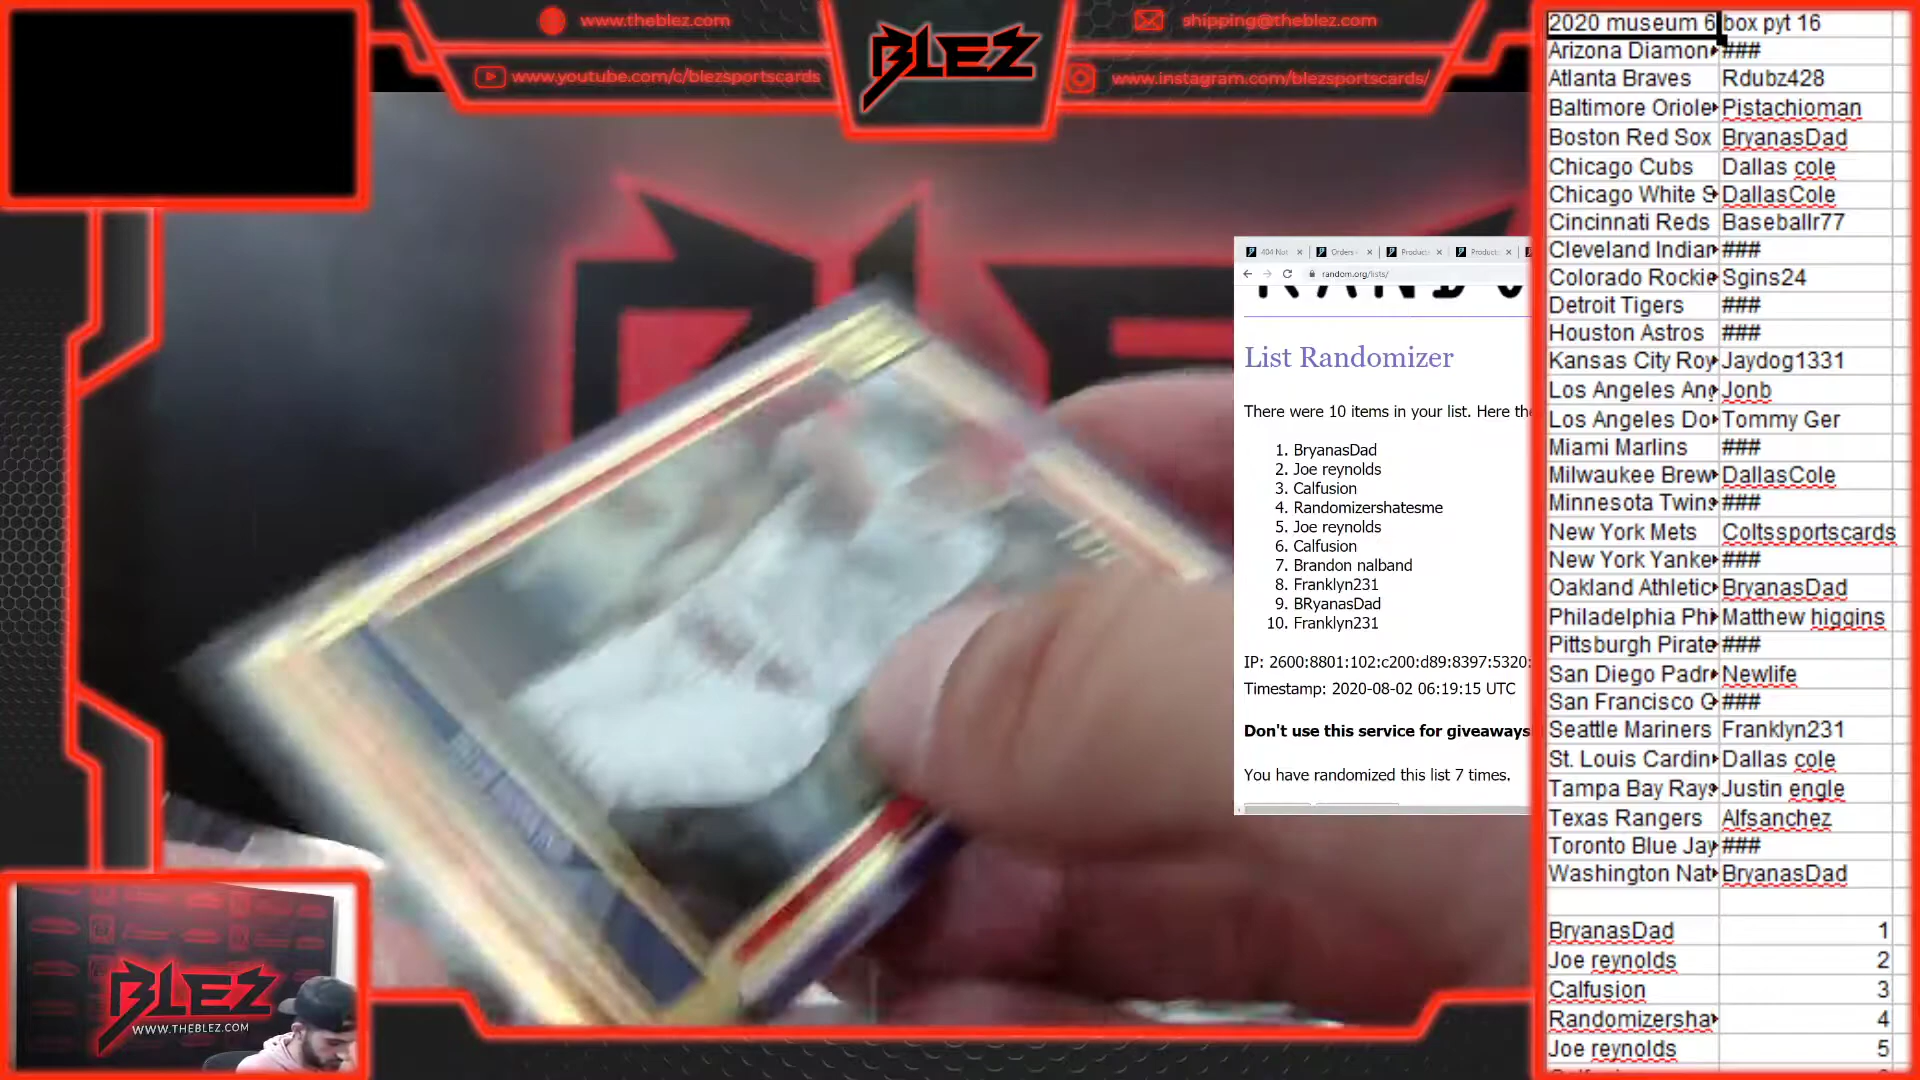 www.theblez.com
shipping@theblez.com
www.youtube.com/c/blezsportscards
BLEZ
www.instagram.com/blezsportscards/
404 Not
Orders -
Product
Product
random.org/lists/
List Randomizer
There were 10 items in your list. Here the
1. BryanasDad
2. Joe reynolds
3. Calfusion
4. Randomizershatesme
5. Joe reynolds
6. Calfusion
7. Brandon nalband
8. Franklyn231
9. BRyanasDad
10. Franklyn231
IP: 2600:8801:102:c200:d89:8397:5320:
Timestamp: 2020-08-02 06:19:15 UTC
Don't use this service for giveaways
You have randomized this list 7 times.
2020 museum 6 box pyt 16
Arizona Diamon ###
Atlanta Braves Rdubz428
Baltimore Oriole Pistachioman
Boston Red Sox BryanasDad
Chicago Cubs Dallas cole
Chicago White S DallasCole
Cincinnati Reds Baseballr77
Cleveland Indian ###
Colorado Rockie Sgins24
Detroit Tigers ###
Houston Astros ###
Kansas City Roy Jaydog1331
Los Angeles Ang Jonb
Los Angeles Do Tommy Ger
Miami Marlins ###
Milwaukee Brew DallasCole
Minnesota Twins ###
New York Mets Coltssportscards
New York Yanke ###
Oakland Athletic BryanasDad
Philadelphia Phi Matthew higgins
Pittsburgh Pirate ###
San Diego Padr Newlife
San Francisco G ###
Seattle Mariners Franklyn231
St. Louis Cardin Dallas cole
Tampa Bay Rays Justin engle
Texas Rangers Alfsanchez
Toronto Blue Jay ###
Washington Nat BryanasDad
BryanasDad 1
Joe reynolds 2
Calfusion 3
Randomizersha 4
Joe reynolds 5
BLEZ
WWW.THEBLEZ.COM